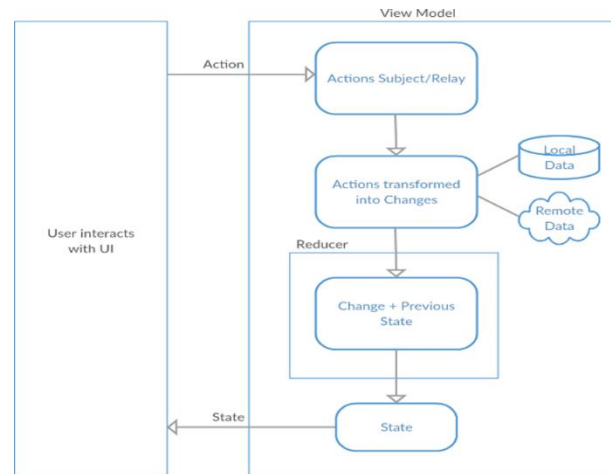 View Model
Action
Actions Subject/Relay
Local
Data
Actions transformed
into Changes
Remote
Data
User interacts
with UI
Reducer
Change + Previous
State
State
State